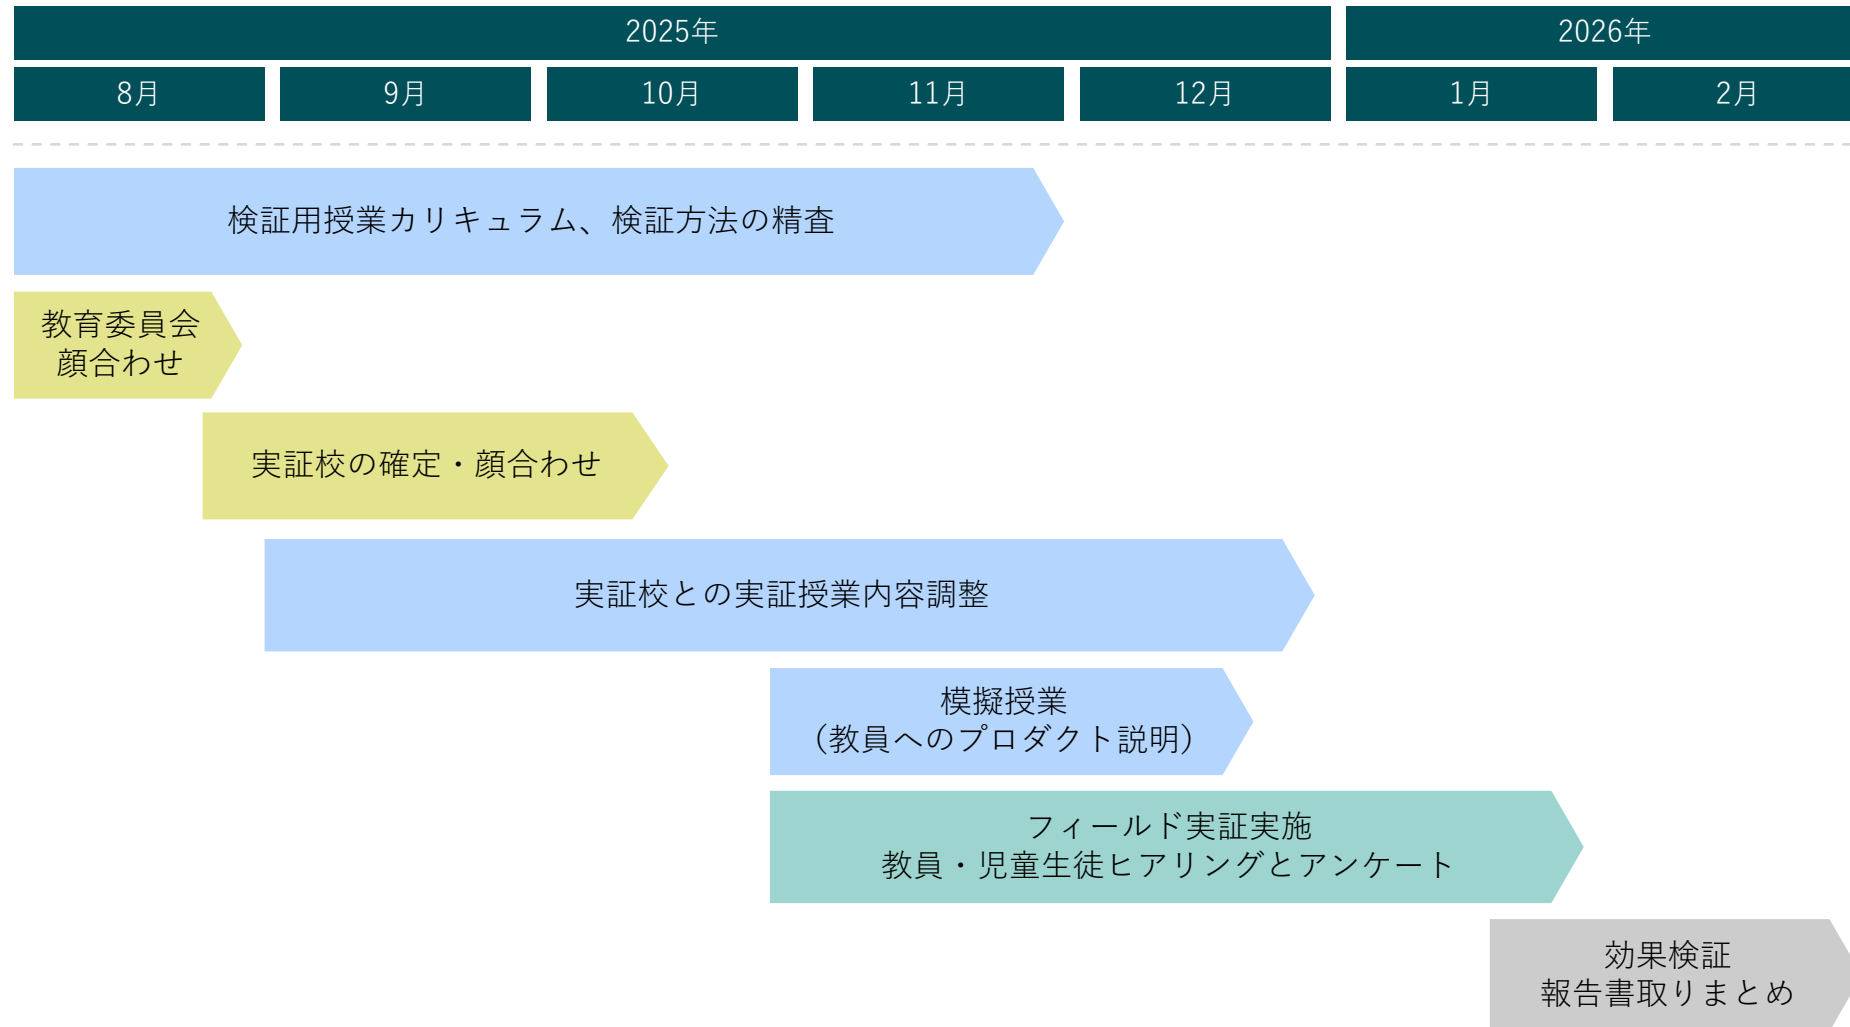 2025年
2026年
8月
9月
10月
11月
12月
1月
2月
検証用授業カリキュラム、検証方法の精査
教育委員会
顔合わせ
実証校の確定・顔合わせ
実証校との実証授業内容調整
模擬授業
（教員へのプロダクト説明）
フィールド実証実施
教員・児童生徒ヒアリングとアンケート
効果検証
報告書取りまとめ